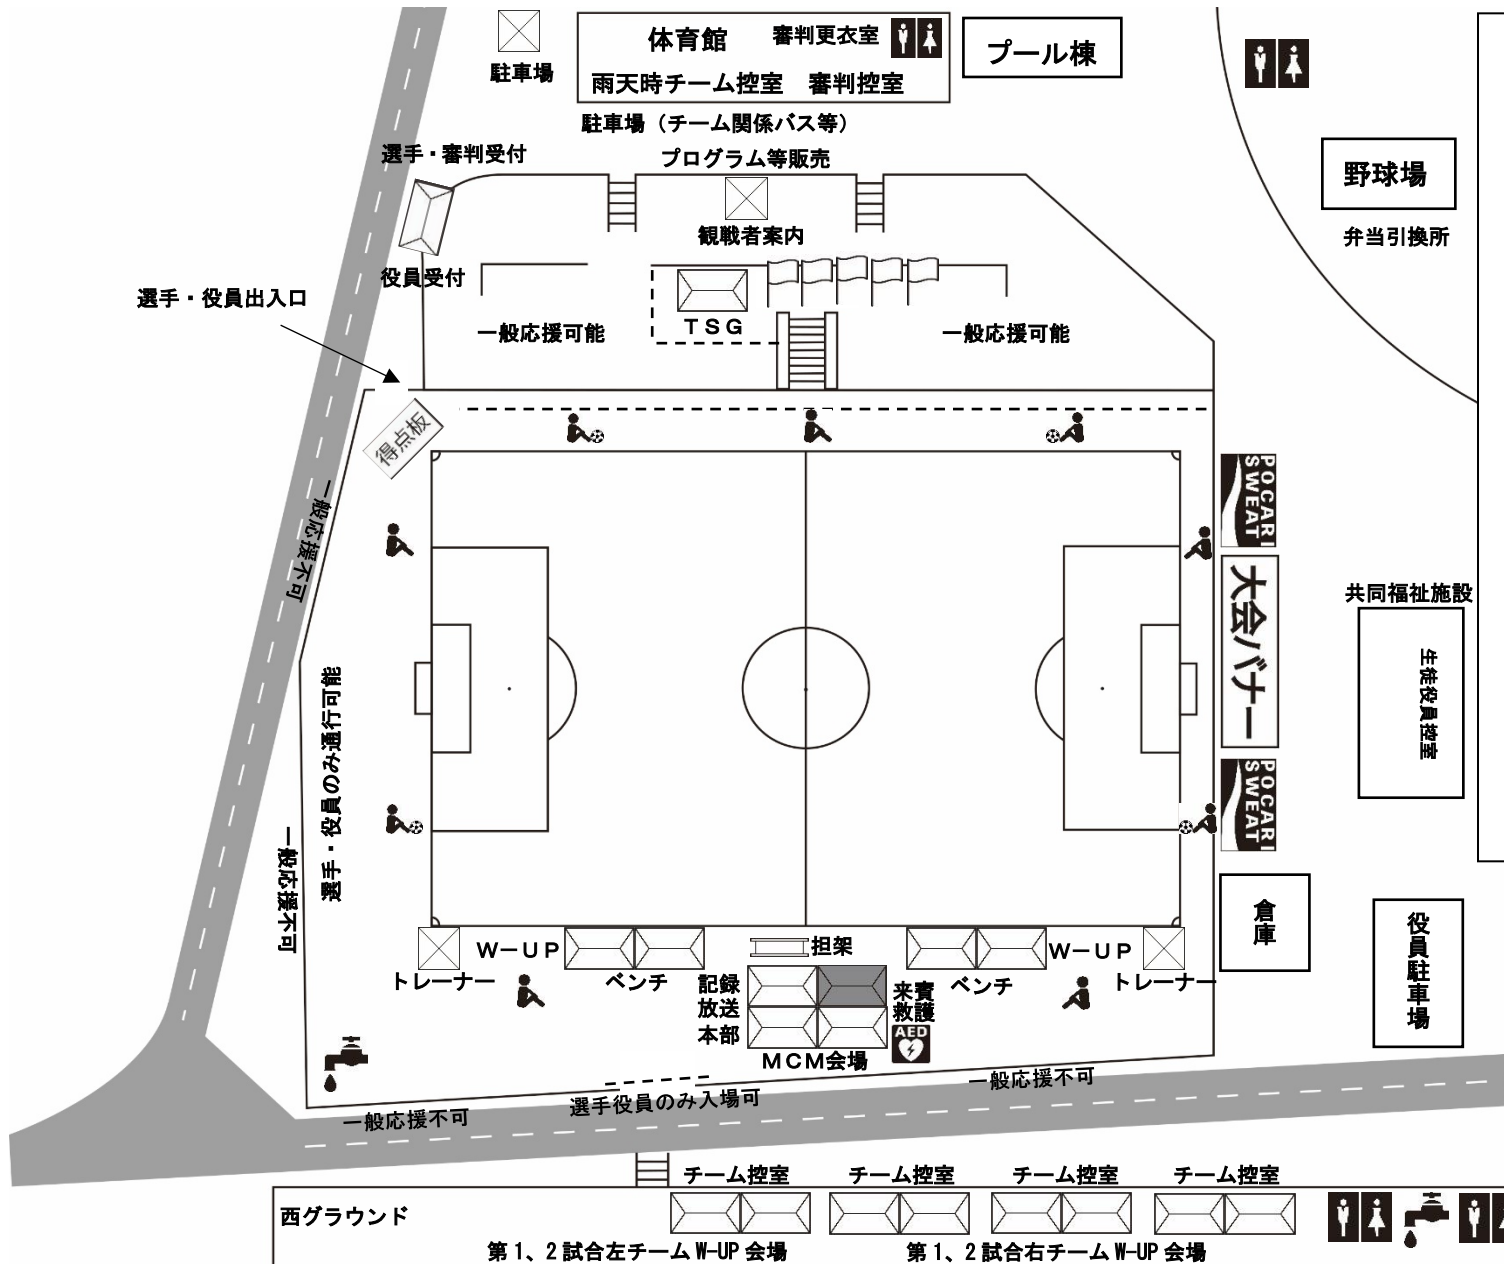 体育館　審判更衣室
プール棟
駐車場
雨天時チーム控室　審判控室
駐車場（チーム関係バス等）
選手・審判受付
プログラム等販売
野球場
観戦者案内
弁当引換所
役員受付
選手・役員出入口
一般応援可能
ＴＳＧ
一般応援可能
得点板
一般応援不可
POCARI
SWEAT
大会バナー
共同福祉施設
生徒役員控室
選手・役員のみ通行可能
POCARI
SWEAT
一般応援不可
倉庫
役員駐車場
Ｗ－ＵＰ
担架
Ｗ－ＵＰ
トレーナー
ベンチ
記録
放送
本部
来賓
救護
AED
ベンチ
トレーナー
ＭＣＭ会場
一般応援不可
選手役員のみ入場可
一般応援不可
チーム控室
チーム控室
チーム控室
チーム控室
西グラウンド
第１、２試合左チーム W-UP 会場
第１、２試合右チーム W-UP 会場